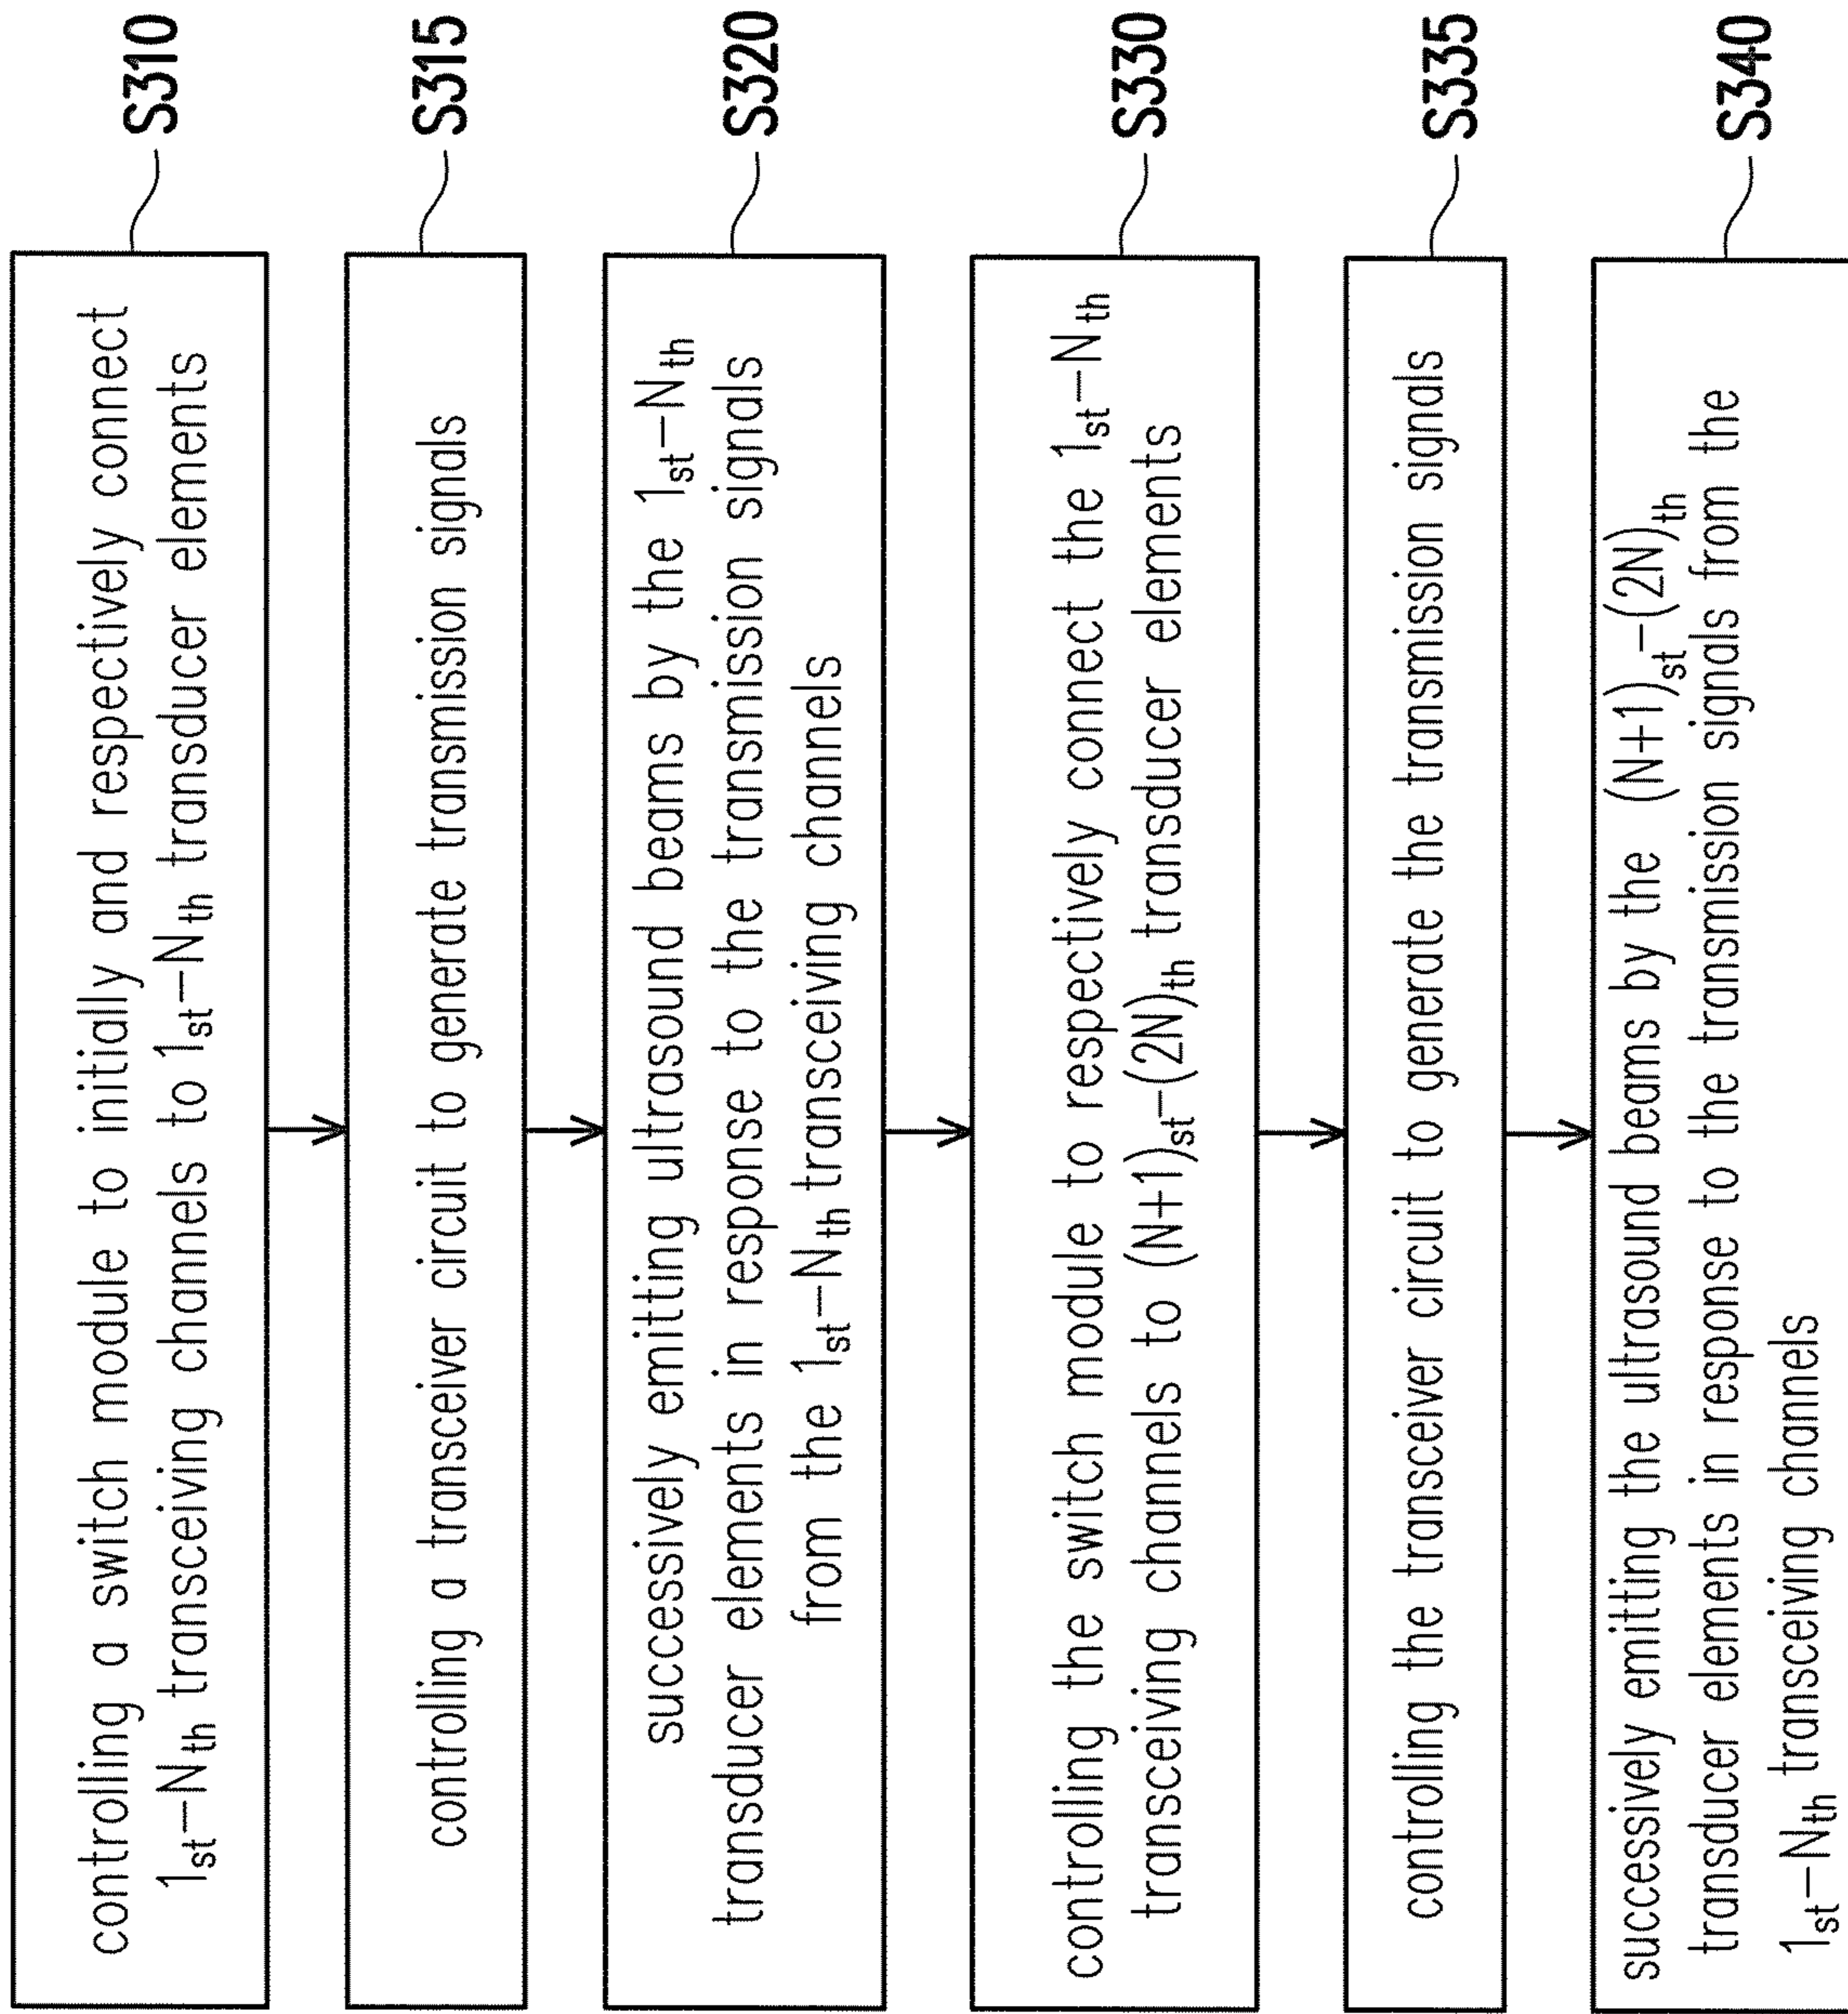 controlling a switch module to initially and respectively connect
1st-Nth transceiving channels to 1st-Nth transducer elements
S310
controlling a transceiver circuit to generate transmission signals
S315
successively emitting ultrasound beams by the 1st-Nth
transducer elements in response to the transmission signals
from the 1st-Nth transceiving channels
S320
controlling the switch module to respectively connect the 1st-Nth
transceiving channels to (N+1)st-(2N)th transducer elements
S330
controlling the transceiver circuit to generate the transmission signals
S335
successively emitting the ultrasound beams by the (N+1)st-(2N)th
transducer elements in response to the transmission signals from the
1st-Nth transceiving channels
S340